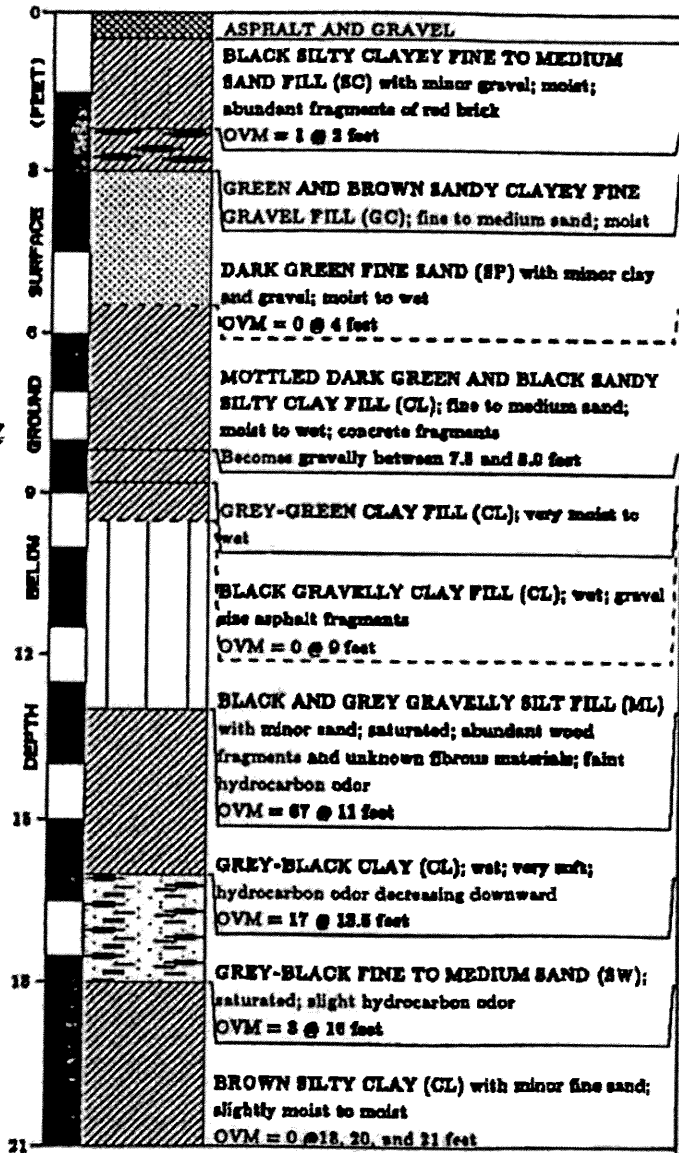 0
ASPHALT AND GRAVEL
BLACK SILTY CLAYEY FINE TO MEDIUM
SAND FILL (SC) with minor gravel; moist;
abundant fragments of red brick
OVM = 1 @ 2 feet
3
GREEN AND BROWN SANDY CLAYEY FINE
GRAVEL FILL (GC); fine to medium sand; moist
DARK GREEN FINE SAND (SP) with minor clay
and gravel; moist to wet
OVM = 0 @ 4 feet
6
MOTTLED DARK GREEN AND BLACK SANDY
SILTY CLAY FILL (CL); fine to medium sand;
moist to wet; concrete fragments
Becomes gravally between 7.5 and 8.0 feet
9
GREY-GREEN CLAY FILL (CL); very moist to
wet
BLACK GRAVELLY CLAY FILL (CL); wet; gravel
size asphalt fragments
OVM = 0 @ 9 feet
12
BLACK AND GREY GRAVELLY SILT FILL (ML)
with minor sand; saturated; abundant wood
fragments and unknown fibrous materials; faint
hydrocarbon odor
OVM = 67 @ 11 feet
15
GREY-BLACK CLAY (CL); wet; very soft;
hydrocarbon odor decreasing downward
OVM = 17 @ 13.5 feet
18
GREY-BLACK FINE TO MEDIUM SAND (SW);
saturated; slight hydrocarbon odor
OVM = 8 @ 16 feet
BROWN SILTY CLAY (CL) with minor fine sand;
slightly moist to moist
OVM = 0 @18, 20, and 21 feet
21
DEPTH BELOW GROUND SURFACE (FEET)